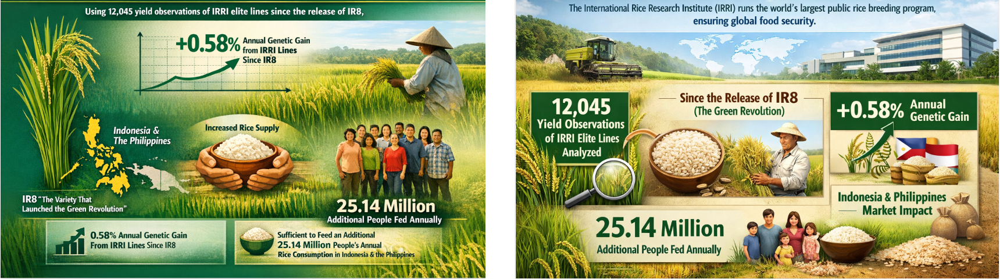 Using 12,045 yield observations of IRRI elite lines since the release of IR8,
+0.58% Annual Genetic Gain
from IRRI Lines
Since IR8
Indonesia &
The Philippines
Increased Rice Supply
IR8 "The Variety That
Launched the Green Revolution"
25.14 Million
Additional People Fed Annually
0.58% Annual Genetic Gain
From IRRI Lines Since IR8
Sufficient to Feed an Additional
25.14 Million People's Annual
Rice Consumption in Indonesia & the Philippines
The International Rice Research Institute (IRRI) runs the world's largest public rice breeding program,
ensuring global food security.
12,045
Yield Observations
of IRRI Elite Lines
Analyzed
Since the Release of IR8
(The Green Revolution)
+0.58% Annual
Genetic Gain
Indonesia & Philippines
Market Impact
25.14 Million
Additional People Fed Annually